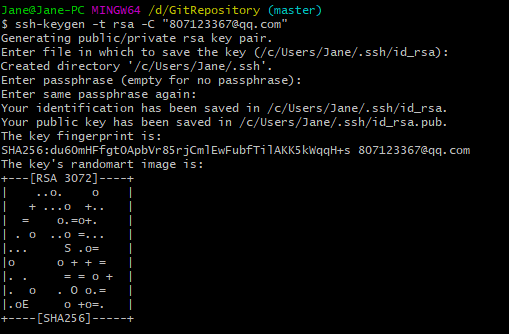 Jane@Jane-PC MINGW64 /d/GitRepository (master)
$ ssh-keygen -t rsa -C "807123367@qq.com"
Generating public/private rsa key pair.
Enter file in which to save the key (/c/Users/Jane/.ssh/id_rsa):
Created directory '/c/Users/Jane/.ssh'.
Enter passphrase (empty for no passphrase):
Enter same passphrase again:
Your identification has been saved in /c/Users/Jane/.ssh/id_rsa.
Your public key has been saved in /c/Users/Jane/.ssh/id_rsa.pub.
The key fingerprint is:
SHA256:du6OmHFfgtOApbVr85rjCmlEwFubfTilAKK5kWqqH+s 807123367@qq.com
The key's randomart image is:
+---[RSA 3072]----+
|    ..o.     o    |
|   + ...o  +..   |
|  =    o.=o+.    |
| . o  ..o =...   |
|...     S .o=    |
|o      o + + =   |
|. .     = = o +  |
|.  o   . O o.=   |
|.oE     o +o=.   |
+----[SHA256]-----+